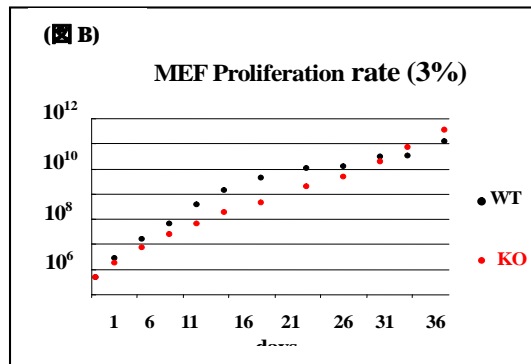 (図 B)
MEF Proliferation rate (3%)
10¹²
10¹⁰
10⁸
10⁶
WT
KO
1 6 11 16 21 26 31 36
days